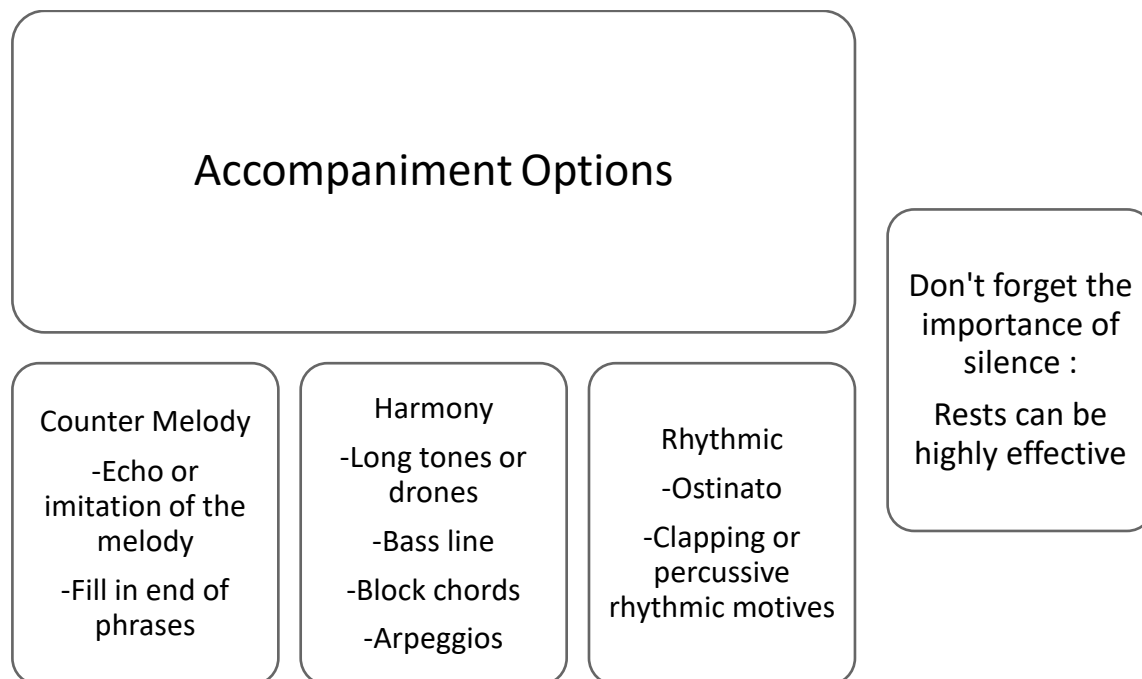 Accompaniment Options
Counter Melody
-Echo or
imitation of the
melody
-Fill in end of
phrases
Harmony
-Long tones or
drones
-Bass line
-Block chords
-Arpeggios
Rhythmic
-Ostinato
-Clapping or
percussive
rhythmic motives
Don't forget the
importance of
silence :
Rests can be
highly effective